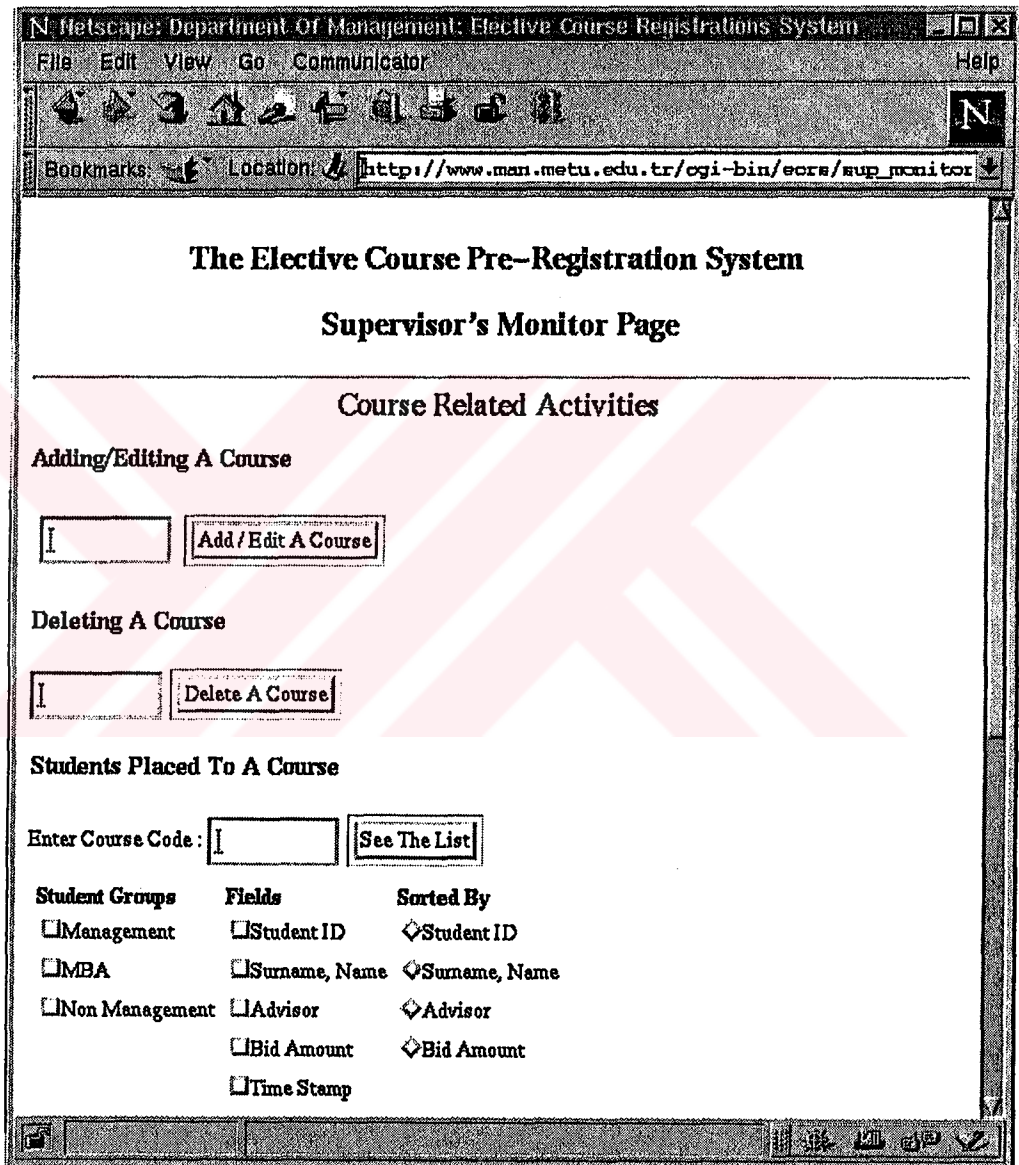 Netscape: Department Of Management: Elective Course Registrations System
File Edit View Go Communicator Help
N
Bookmarks: Location: http://www.man.metu.edu.tr/cgi-bin/ecrs/sup_monitor
The Elective Course Pre-Registration System
Supervisor's Monitor Page
Course Related Activities
Adding/Editing A Course
Add / Edit A Course
Deleting A Course
Delete A Course
Students Placed To A Course
Enter Course Code : See The List
Student Groups Fields Sorted By
Management Student ID Student ID
MBA Surname, Name Surname, Name
Non Management Advisor Advisor
Bid Amount Bid Amount
Time Stamp